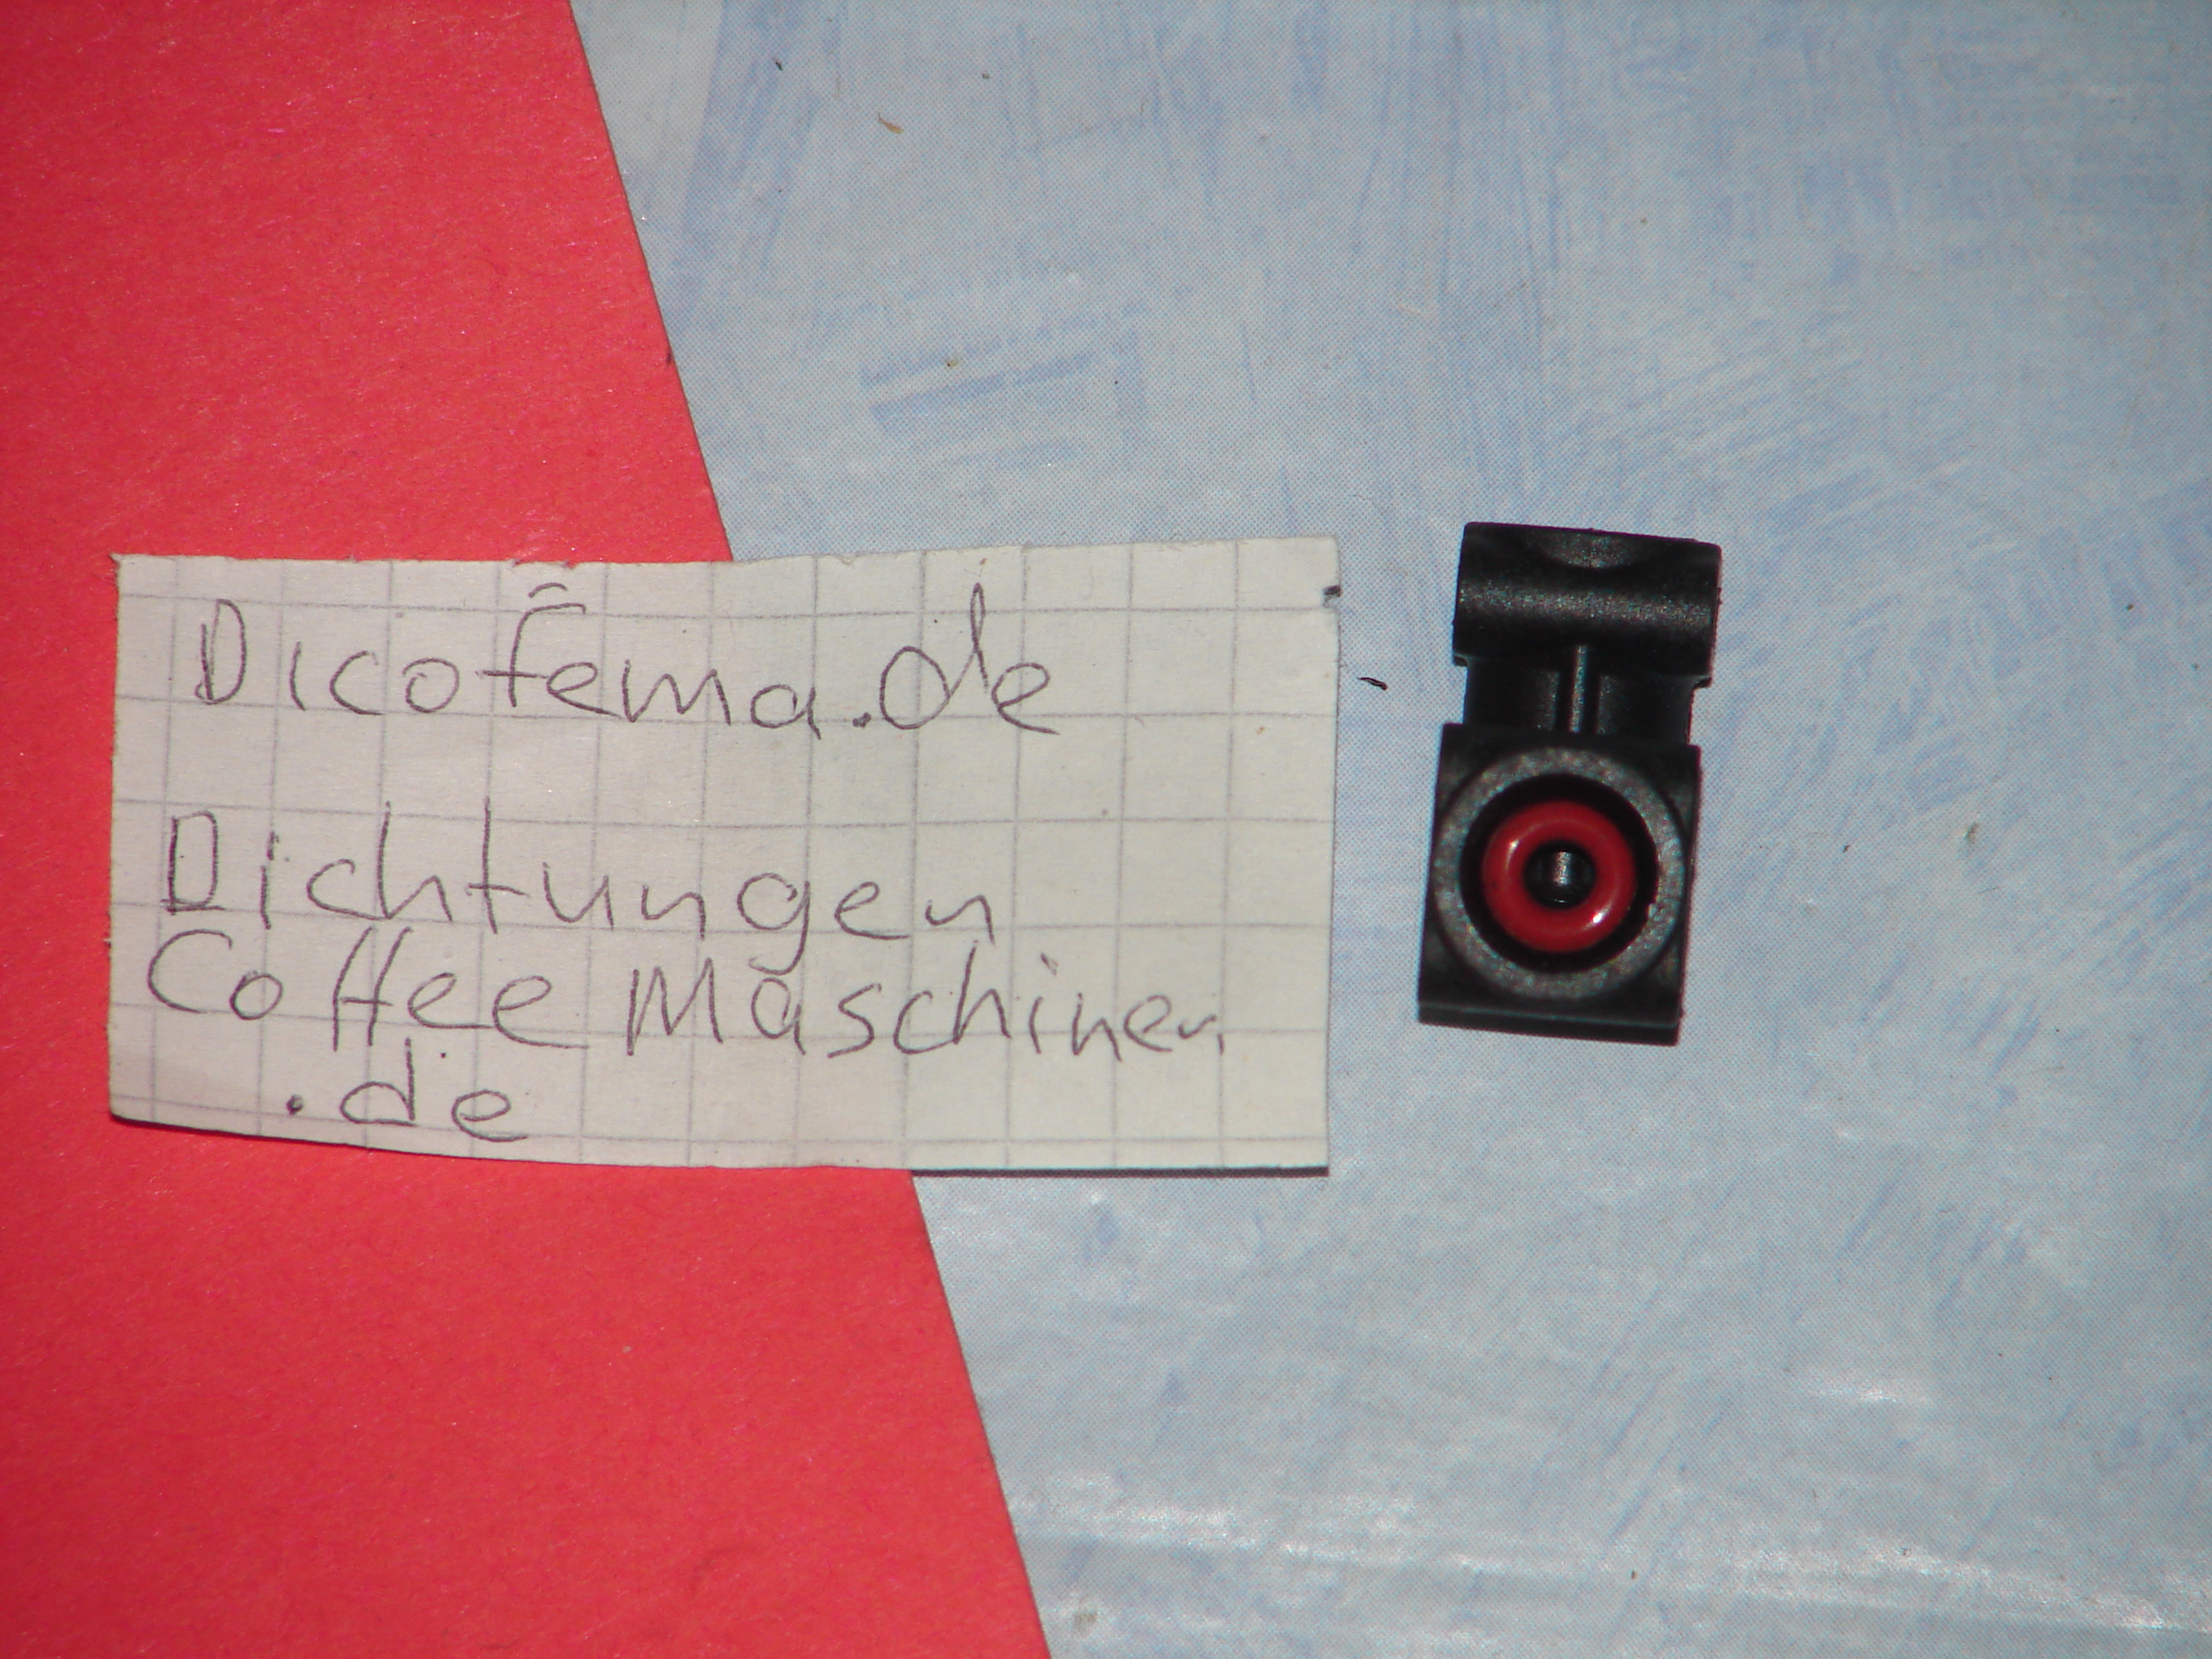 Dicofema.de
Dichtungen
Coffee Maschinen
.de